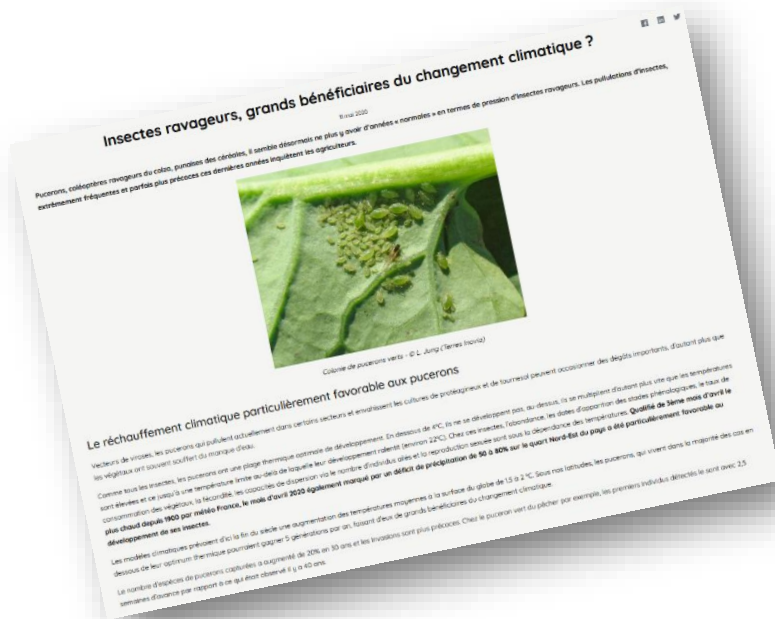 Insectes ravageurs, grands bénéficiaires du changement climatique ?
11 mai 2020
Pucerons, coléoptères ravageurs du colza, punaises des céréales, il semble désormais ne plus y avoir d'années « normales » en termes de pression d'insectes ravageurs. Les pullulations d'insectes,
extrêmement fréquentes et parfois plus précoces ces dernières années inquiètent les agriculteurs.
Colonie de pucerons verts - © L. Jung (Terres Inovia)
Le réchauffement climatique particulièrement favorable aux pucerons
Vecteurs de viroses, les pucerons qui pullulent actuellement dans certains secteurs et envahissent les cultures de protéagineux et de tournesol peuvent occasionner des dégâts importants, d'autant plus que
les végétaux ont souvent souffert du manque d'eau.
Comme tous les insectes, les pucerons ont une plage thermique optimale de développement. En dessous de 4°C, ils ne se développent pas, au-dessus, ils se multiplient d'autant plus vite que les températures
sont élevées et ce jusqu'à une température limite au-delà de laquelle leur développement ralentit (environ 22°C). Chez ces insectes, l'abondance, les dates d'apparition des stades phénologiques, le taux de
consommation des végétaux, la fécondité, les capacités de dispersion via le nombre d'individus ailés et la reproduction sexuée sont sous la dépendance des températures. Qualifié de 3ème mois d'avril le
plus chaud depuis 1900 par météo France, le mois d'avril 2020 également marqué par un déficit de précipitation de 50 à 80% sur le quart Nord-Est du pays a été particulièrement favorable au
développement de ses insectes.
Les modèles climatiques prévoient d'ici la fin du siècle une augmentation des températures moyennes à la surface du globe de 1,5 à 2 °C. Sous nos latitudes, les pucerons, qui vivent dans la majorité des cas en
dessous de leur optimum thermique pourraient gagner 5 générations par an, faisant d'eux de grands bénéficiaires du changement climatique.
Le nombre d'espèces de pucerons capturées a augmenté de 20% en 30 ans et les invasions sont plus précoces. Chez le puceron vert du pêcher par exemple, les premiers individus détectés le sont avec 2,5
semaines d'avance par rapport à ce qui était observé il y a 40 ans.